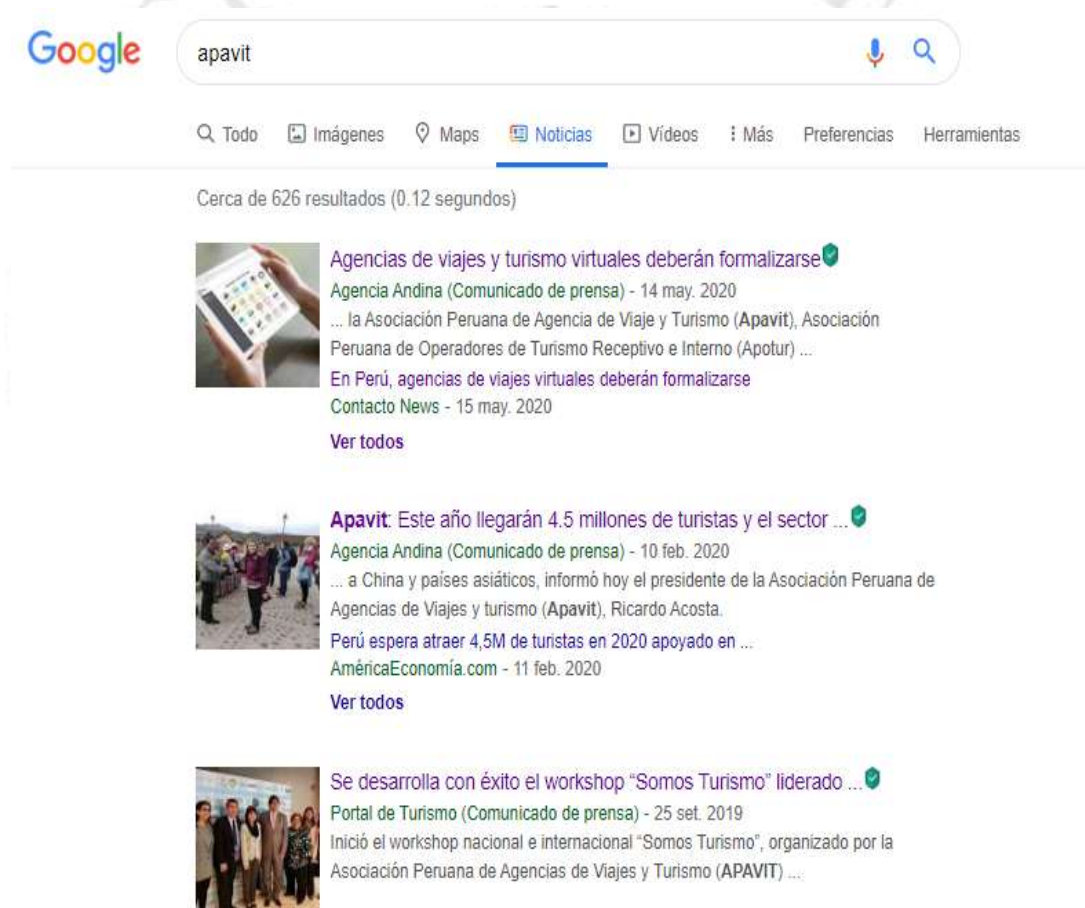 Google
apavit
Todo Imágenes Maps Noticias Vídeos Más Preferencias Herramientas
Cerca de 626 resultados (0.12 segundos)
Agencias de viajes y turismo virtuales deberán formalizarse
Agencia Andina (Comunicado de prensa) - 14 may. 2020
... la Asociación Peruana de Agencia de Viaje y Turismo (Apavit), Asociación
Peruana de Operadores de Turismo Receptivo e Interno (Apotur) ...
En Perú, agencias de viajes virtuales deberán formalizarse
Contacto News - 15 may. 2020
Ver todos
Apavit: Este año llegarán 4.5 millones de turistas y el sector ...
Agencia Andina (Comunicado de prensa) - 10 feb. 2020
... a China y países asiáticos, informó hoy el presidente de la Asociación Peruana de
Agencias de Viajes y turismo (Apavit), Ricardo Acosta.
Perú espera atraer 4,5M de turistas en 2020 apoyado en ...
AméricaEconomía.com - 11 feb. 2020
Ver todos
Se desarrolla con éxito el workshop “Somos Turismo” liderado ...
Portal de Turismo (Comunicado de prensa) - 25 set. 2019
Inició el workshop nacional e internacional “Somos Turismo”, organizado por la
Asociación Peruana de Agencias de Viajes y Turismo (APAVIT) ...